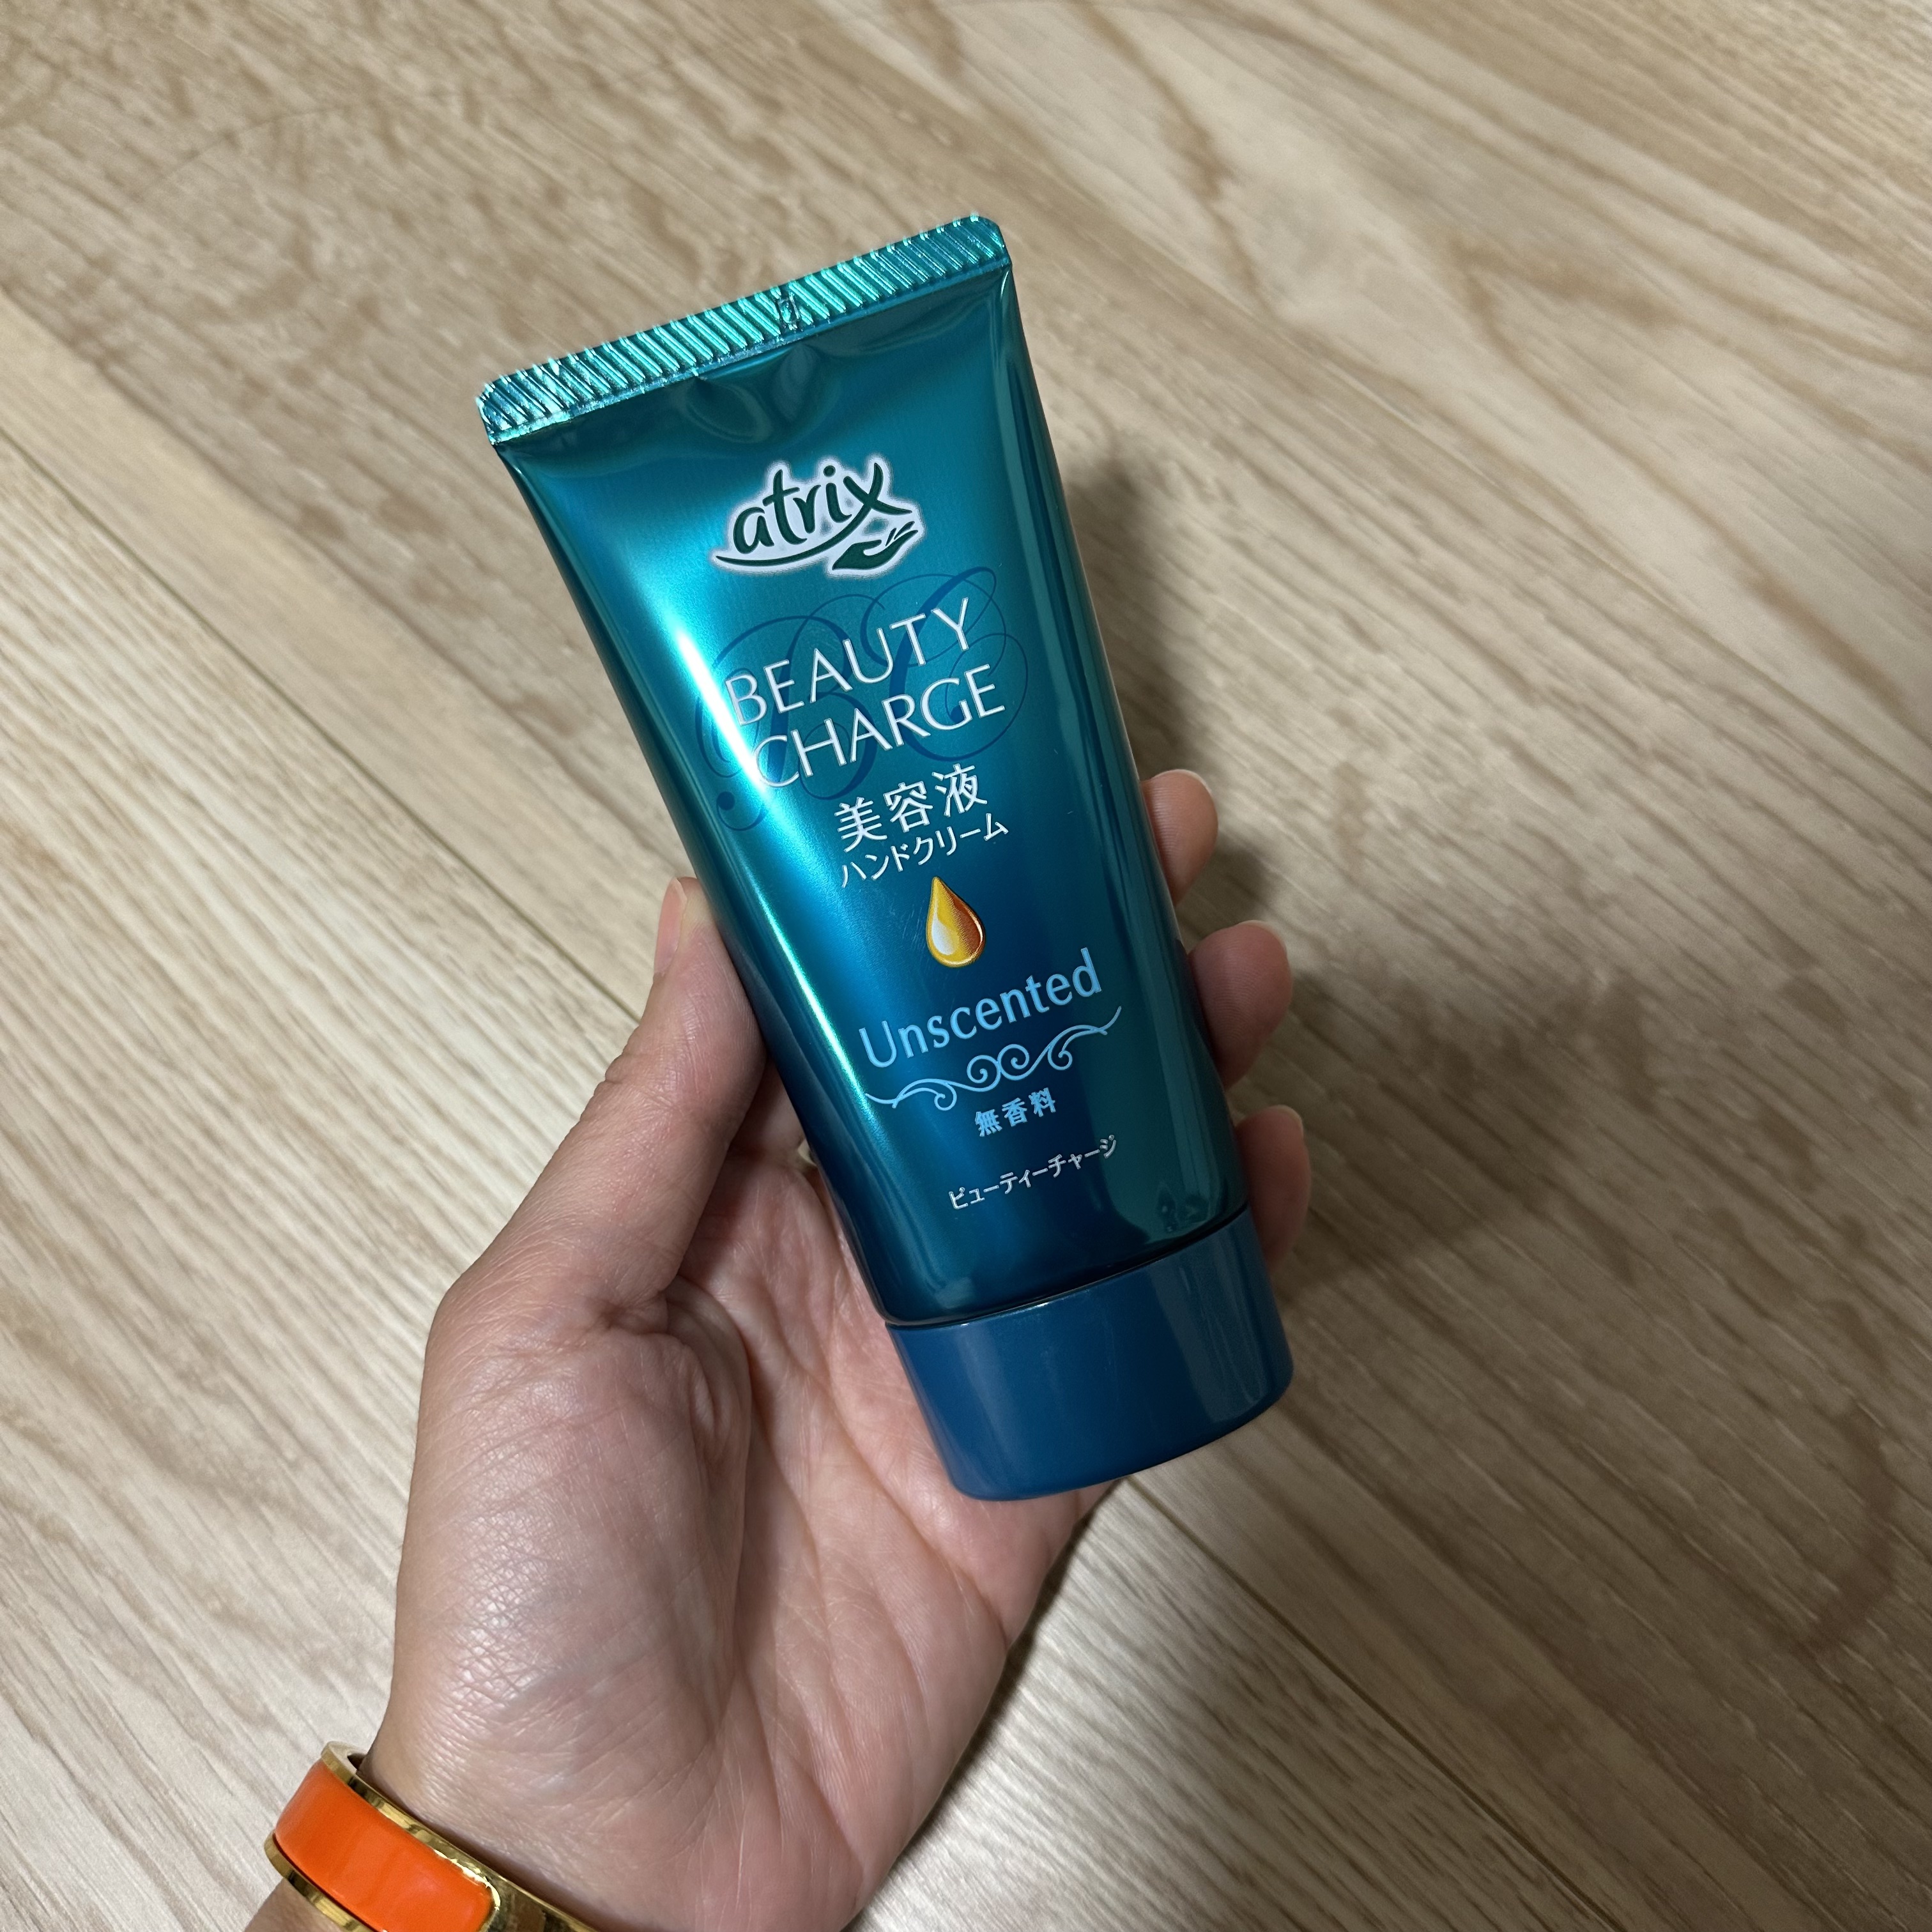 atrix
BEAUTY
CHARGE
美容液
ハンドクリーム
Unscented
無香料
ビューティーチャージ